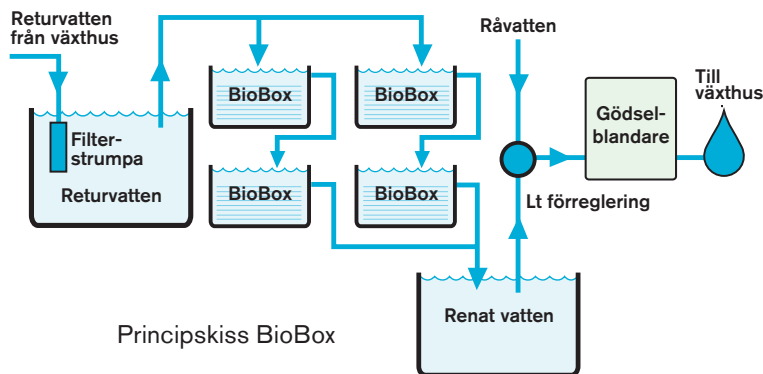 Returvatten
från växthus
Filter-
strumpa
Returvatten
BioBox
BioBox
BioBox
BioBox
Råvatten
Gödsel-
blandare
Till
växthus
Lt förreglering
Renat vatten
Principskiss BioBox